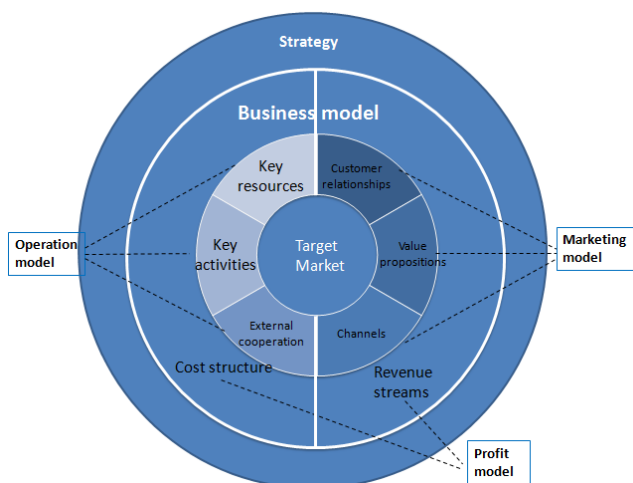 Strategy
Business model
Key
resources
Customer
relationships
Operation
model
Key
activities
Target
Market
Value
propositions
Marketing
model
External
cooperation
Channels
Cost structure
Revenue
streams
Profit
model